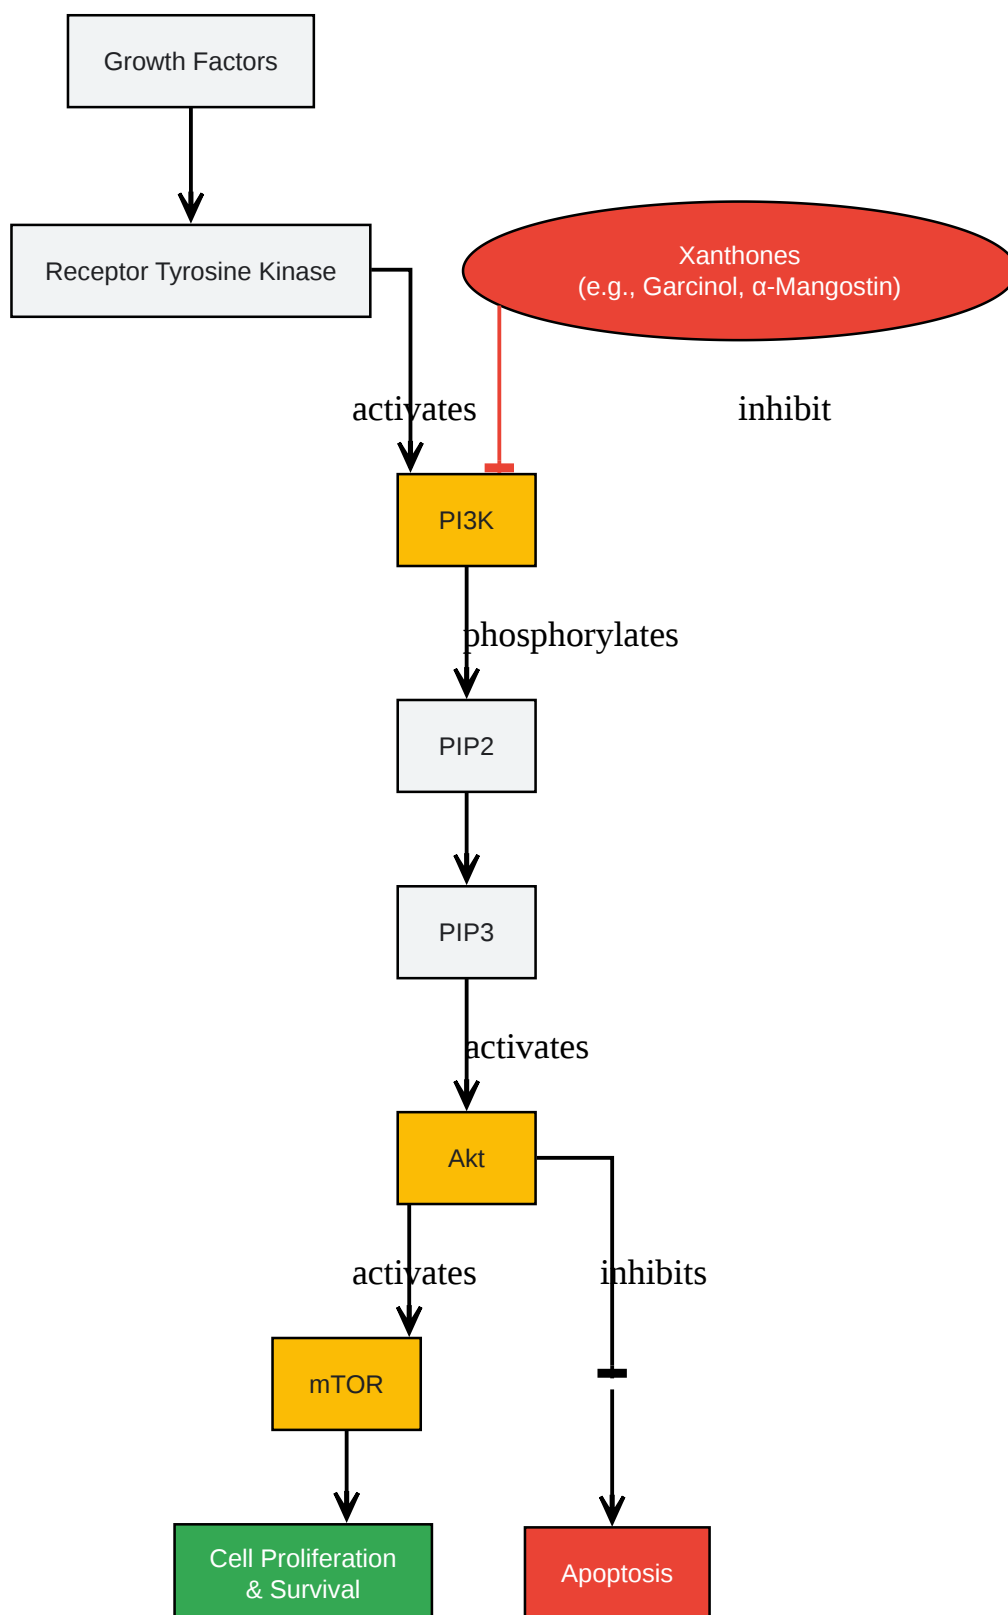 Growth Factors
Receptor Tyrosine Kinase
Xanthones
(e.g., Garcinol, α-Mangostin)
activates
inhibit
PI3K
phosphorylates
PIP2
PIP3
activates
Akt
activates
inhibits
mTOR
Cell Proliferation
& Survival
Apoptosis